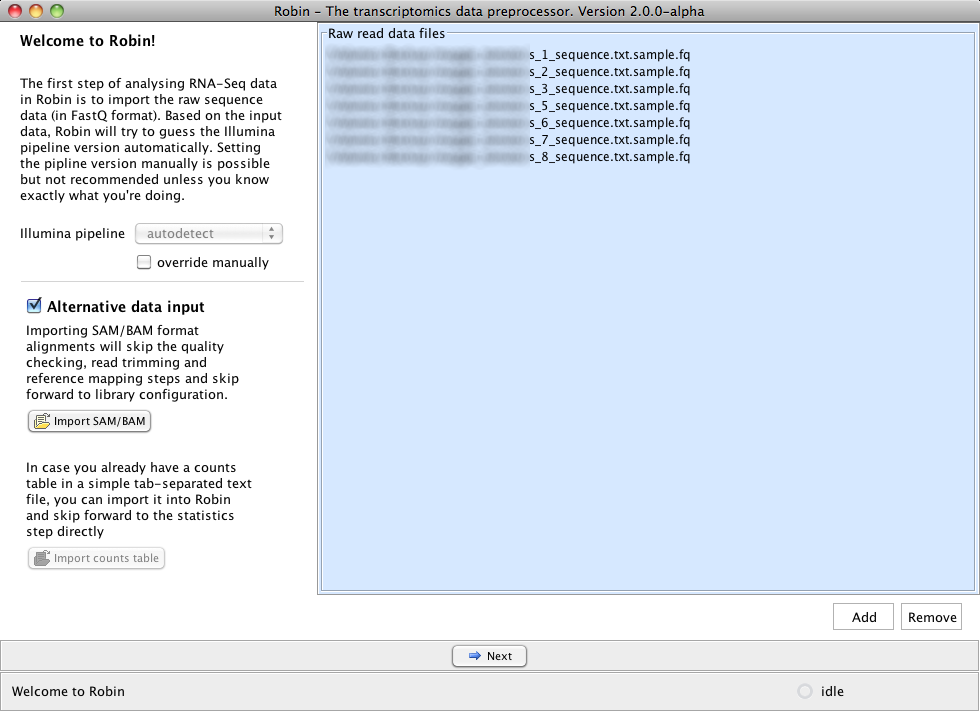 Robin - The transcriptomics data preprocessor. Version 2.0.0-alpha
Welcome to Robin!
The first step of analysing RNA-Seq data
in Robin is to import the raw sequence
data (in FastQ format). Based on the input
data, Robin will try to guess the Illumina
pipeline version automatically. Setting
the pipline version manually is possible
but not recommended unless you know
exactly what you're doing.
Illumina pipeline autodetect
override manually
Alternative data input
Importing SAM/BAM format
alignments will skip the quality
checking, read trimming and
reference mapping steps and skip
forward to library configuration.
Import SAM/BAM
In case you already have a counts
table in a simple tab-separated text
file, you can import it into Robin
and skip forward to the statistics
step directly
Import counts table
Raw read data files
s_1_sequence.txt.sample.fq
s_2_sequence.txt.sample.fq
s_3_sequence.txt.sample.fq
s_5_sequence.txt.sample.fq
s_6_sequence.txt.sample.fq
s_7_sequence.txt.sample.fq
s_8_sequence.txt.sample.fq
Add Remove
Next
Welcome to Robin idle